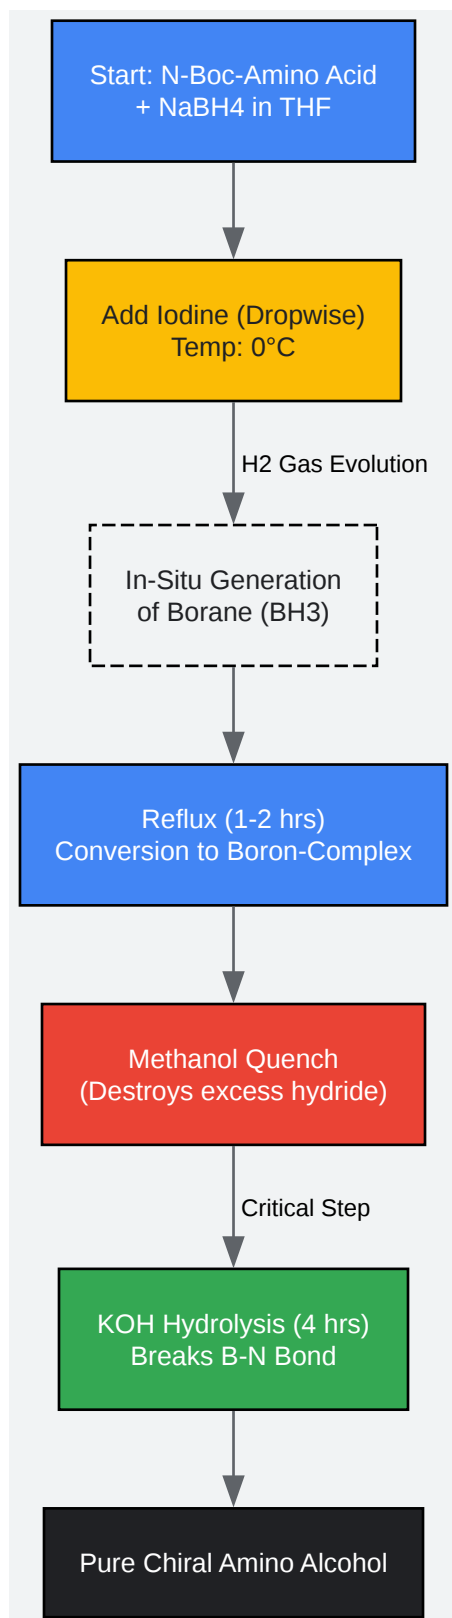 Start: N-Boc-Amino Acid
+ NaBH4 in THF
Add Iodine (Dropwise)
Temp: 0°C
H2 Gas Evolution
In-Situ Generation
of Borane (BH3)
Reflux (1-2 hrs)
Conversion to Boron-Complex
Methanol Quench
(Destroys excess hydride)
Critical Step
KOH Hydrolysis (4 hrs)
Breaks B-N Bond
Pure Chiral Amino Alcohol